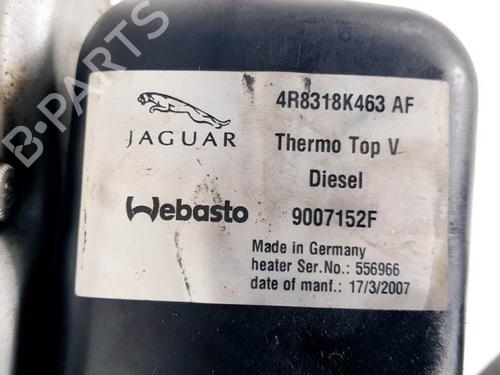 B-PARTS
4R8318K463 AF
JAGUAR
Thermo Top V
Diesel
Webasto
9007152F
Made in Germany
heater Ser.No.: 556966
date of manf.: 17/3/2007